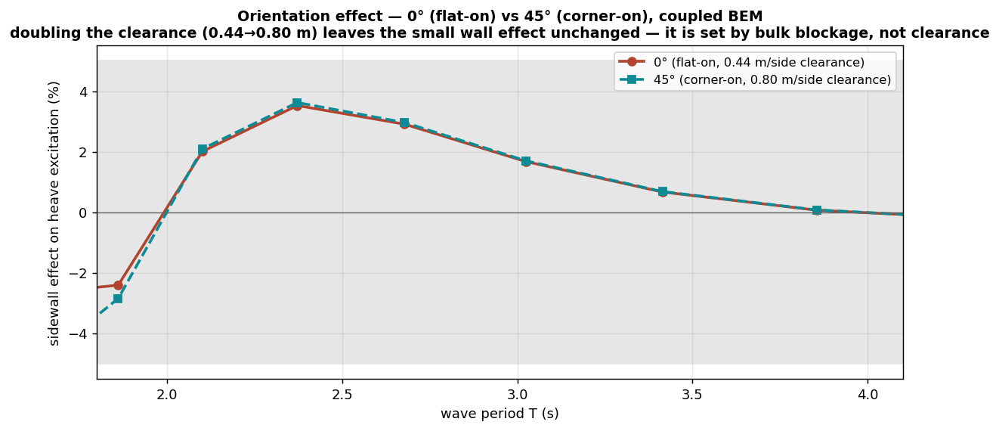 Orientation effect — 0° (flat-on) vs 45° (corner-on), coupled BEM
doubling the clearance (0.44→0.80 m) leaves the small wall effect unchanged — it is set by bulk blockage, not clearance
0° (flat-on, 0.44 m/side clearance)
45° (corner-on, 0.80 m/side clearance)
sidewall effect on heave excitation (%)
4
2
0
−2
−4
2.0
2.5
3.0
3.5
4.0
wave period T (s)